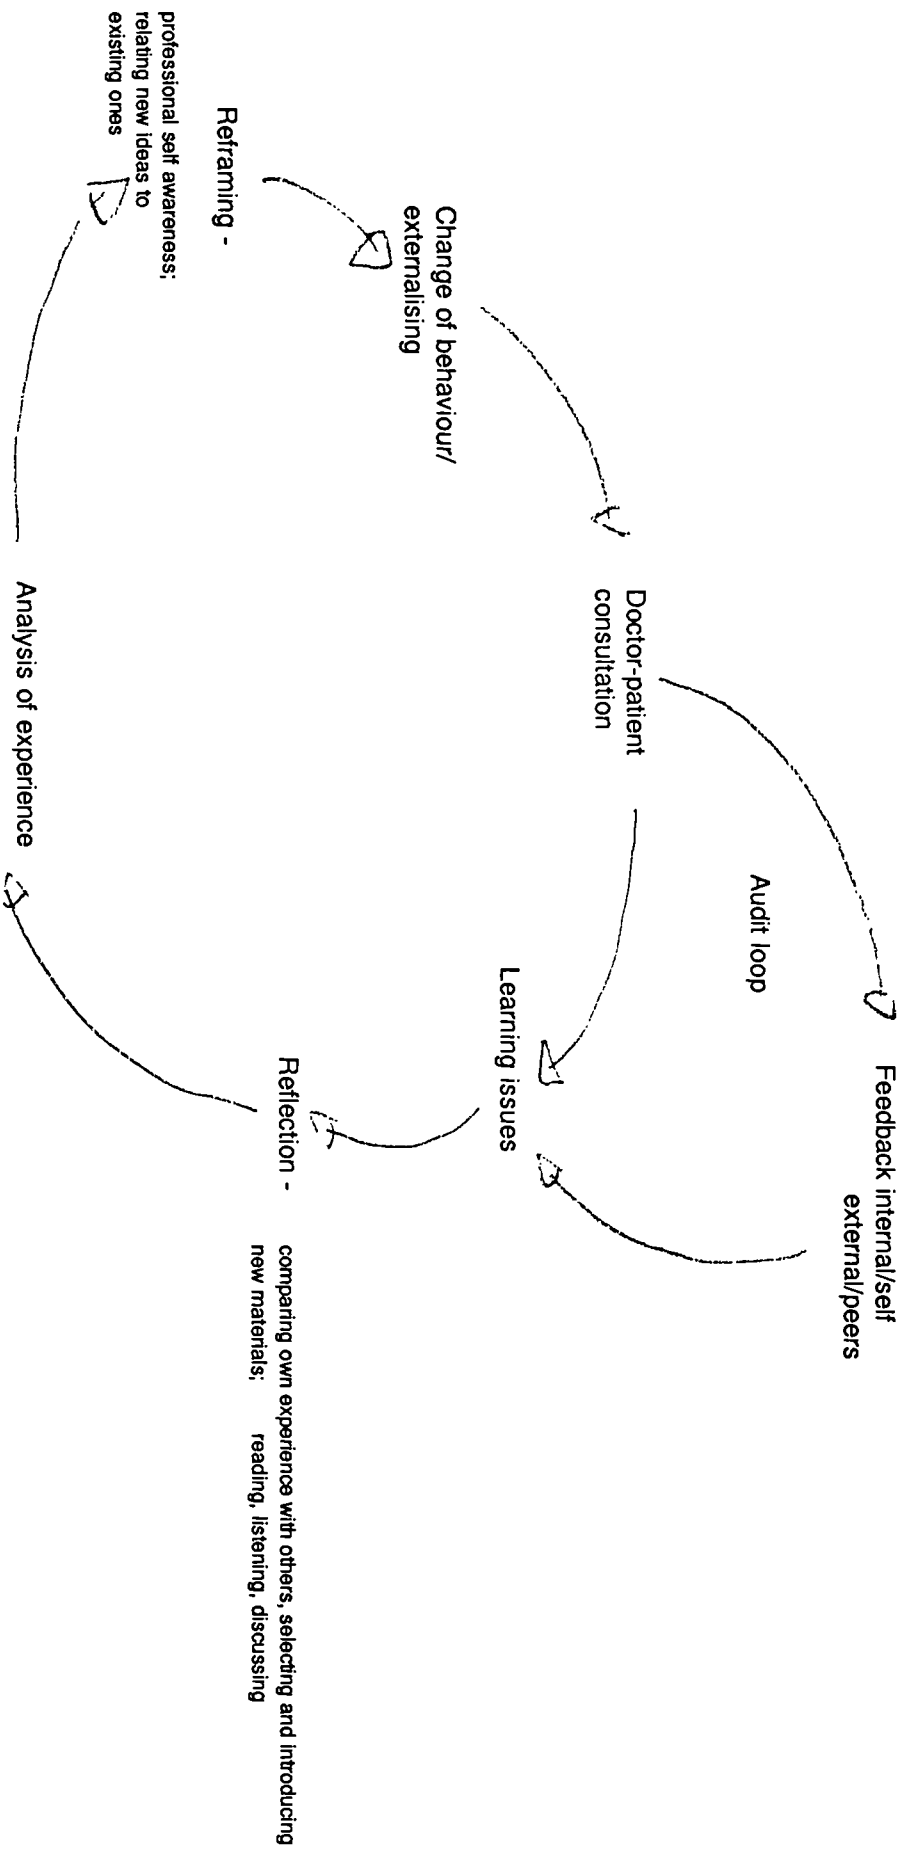 Feedback internal/self
external/peers
Audit loop
Doctor-patient
consultation
Learning issues
Change of behaviour/
externalising
Reflection -
comparing own experience with others, selecting and introducing
new materials; reading, listening, discussing
Reframing -
professional self awareness;
relating new ideas to
existing ones
Analysis of experience